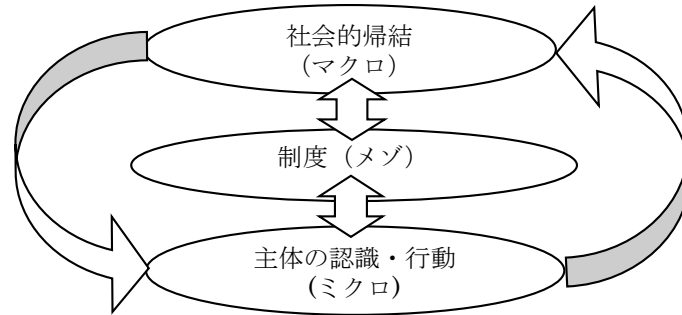 社会的帰結
（マクロ）
制度（メゾ）
主体の認識・行動
(ミクロ)